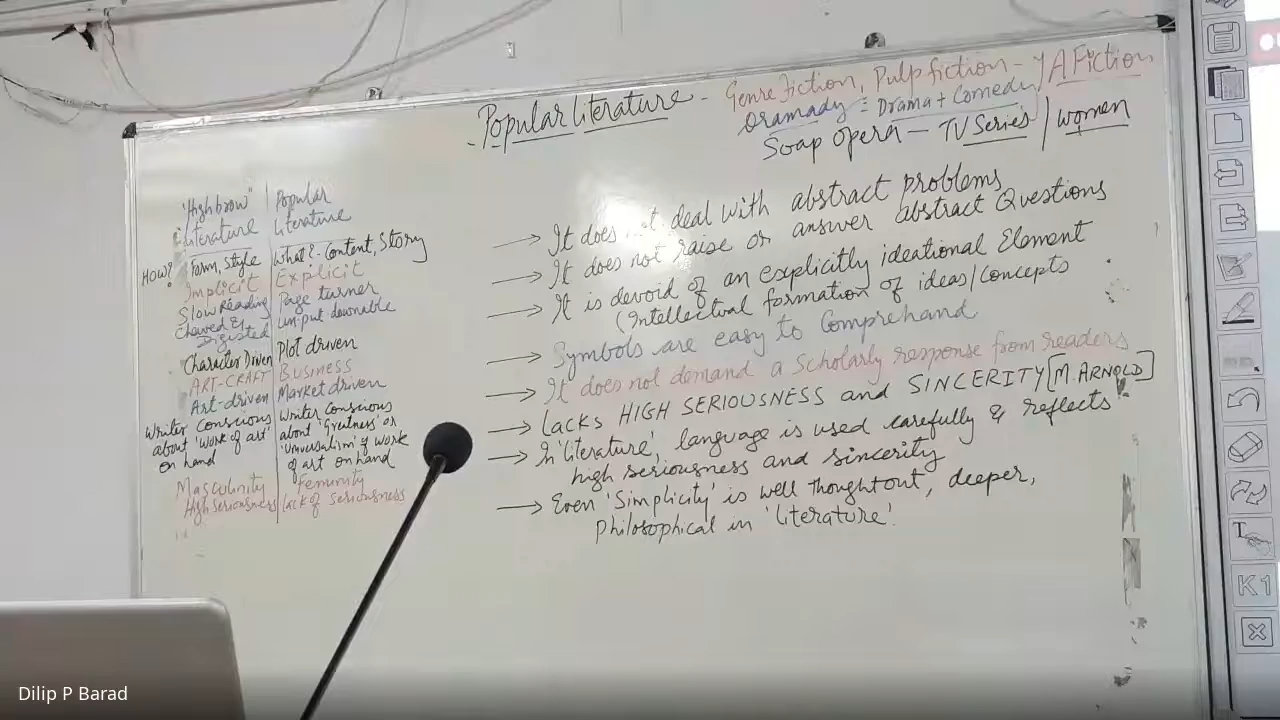 Popular Literature - Genre Fiction, Pulp fiction - YA Fiction
Dramady = Drama + Comedy
Soap Opera - TV Series / women
"Highbrow" Literature | Popular Literature
How? Form, Style | What? - Content, Story
Implicit | Explicit
Slow Reading | Page turner
Chewed & Digested | Un-put downable
Character Driven | Plot driven
ART-CRAFT | BUSINESS
Art-driven | Market driven
Writer Conscious | Writer conscious
about 'work of art' | about 'Greatness' or
on hand | 'Universalism' of work
of art on hand
Masculinity | Feminity
High Seriousness | Lack of Seriousness
→ It does not deal with abstract problems
→ It does not raise or answer abstract Questions
→ It is devoid of an explicitly ideational Element
(Intellectual formation of ideas/concepts
→ Symbols are easy to Comprehend
→ It does not demand a Scholarly response from readers
→ Lacks HIGH SERIOUSNESS and SINCERITY [M. ARNOLD]
→ In 'literature', language is used carefully & reflects
high seriousness and sincerity
→ Even 'Simplicity' is well thoughtout, deeper,
Philosophical in 'literature'.
T
K1
Dilip P Barad